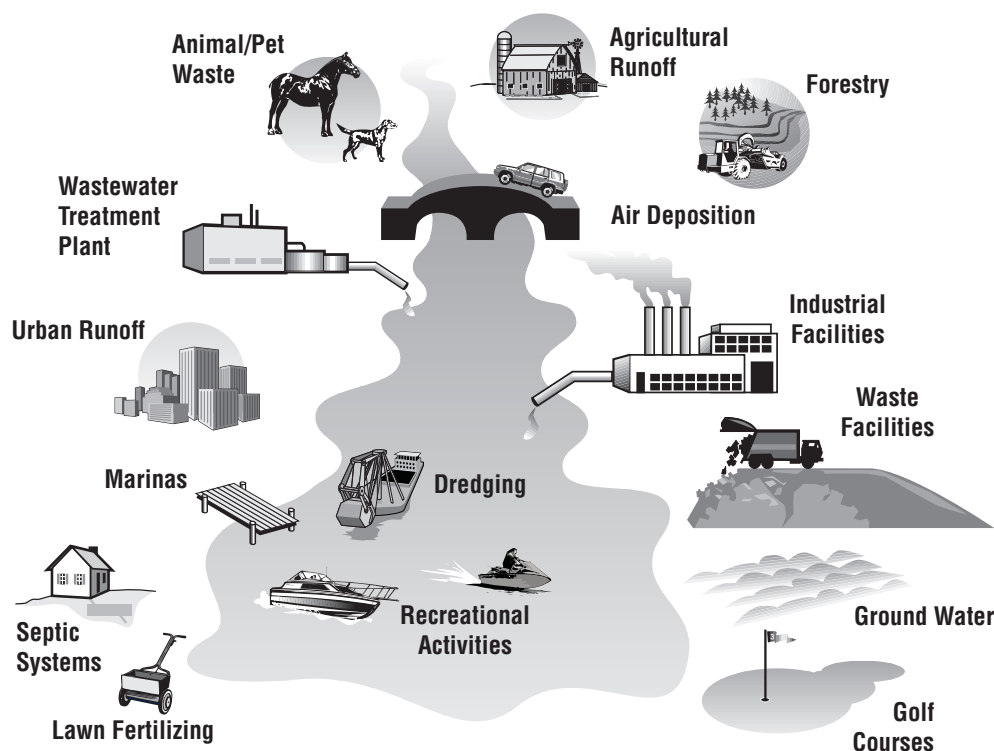 Animal/Pet
Waste
Agricultural
Runoff
Forestry
Wastewater
Treatment
Plant
Air Deposition
Urban Runoff
Industrial
Facilities
Waste
Facilities
Marinas
Dredging
Septic
Systems
Recreational
Activities
Ground Water
3
Lawn Fertilizing
Golf
Courses